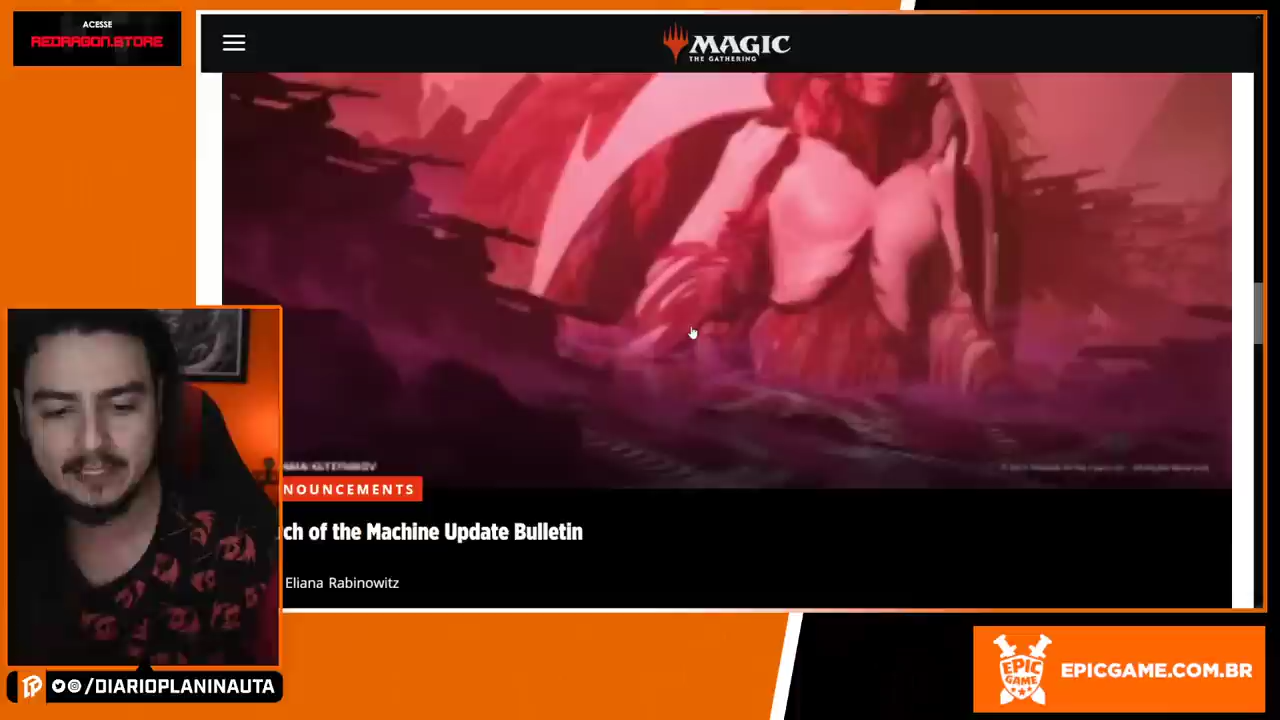 ACESSE
REDRAGON.STORE
MAGIC
THE GATHERING
NOUNCEMENTS
ch of the Machine Update Bulletin
Eliana Rabinowitz
/DIARIOPLANINAUTA
EPIC
GAME
EPICGAME.COM.BR